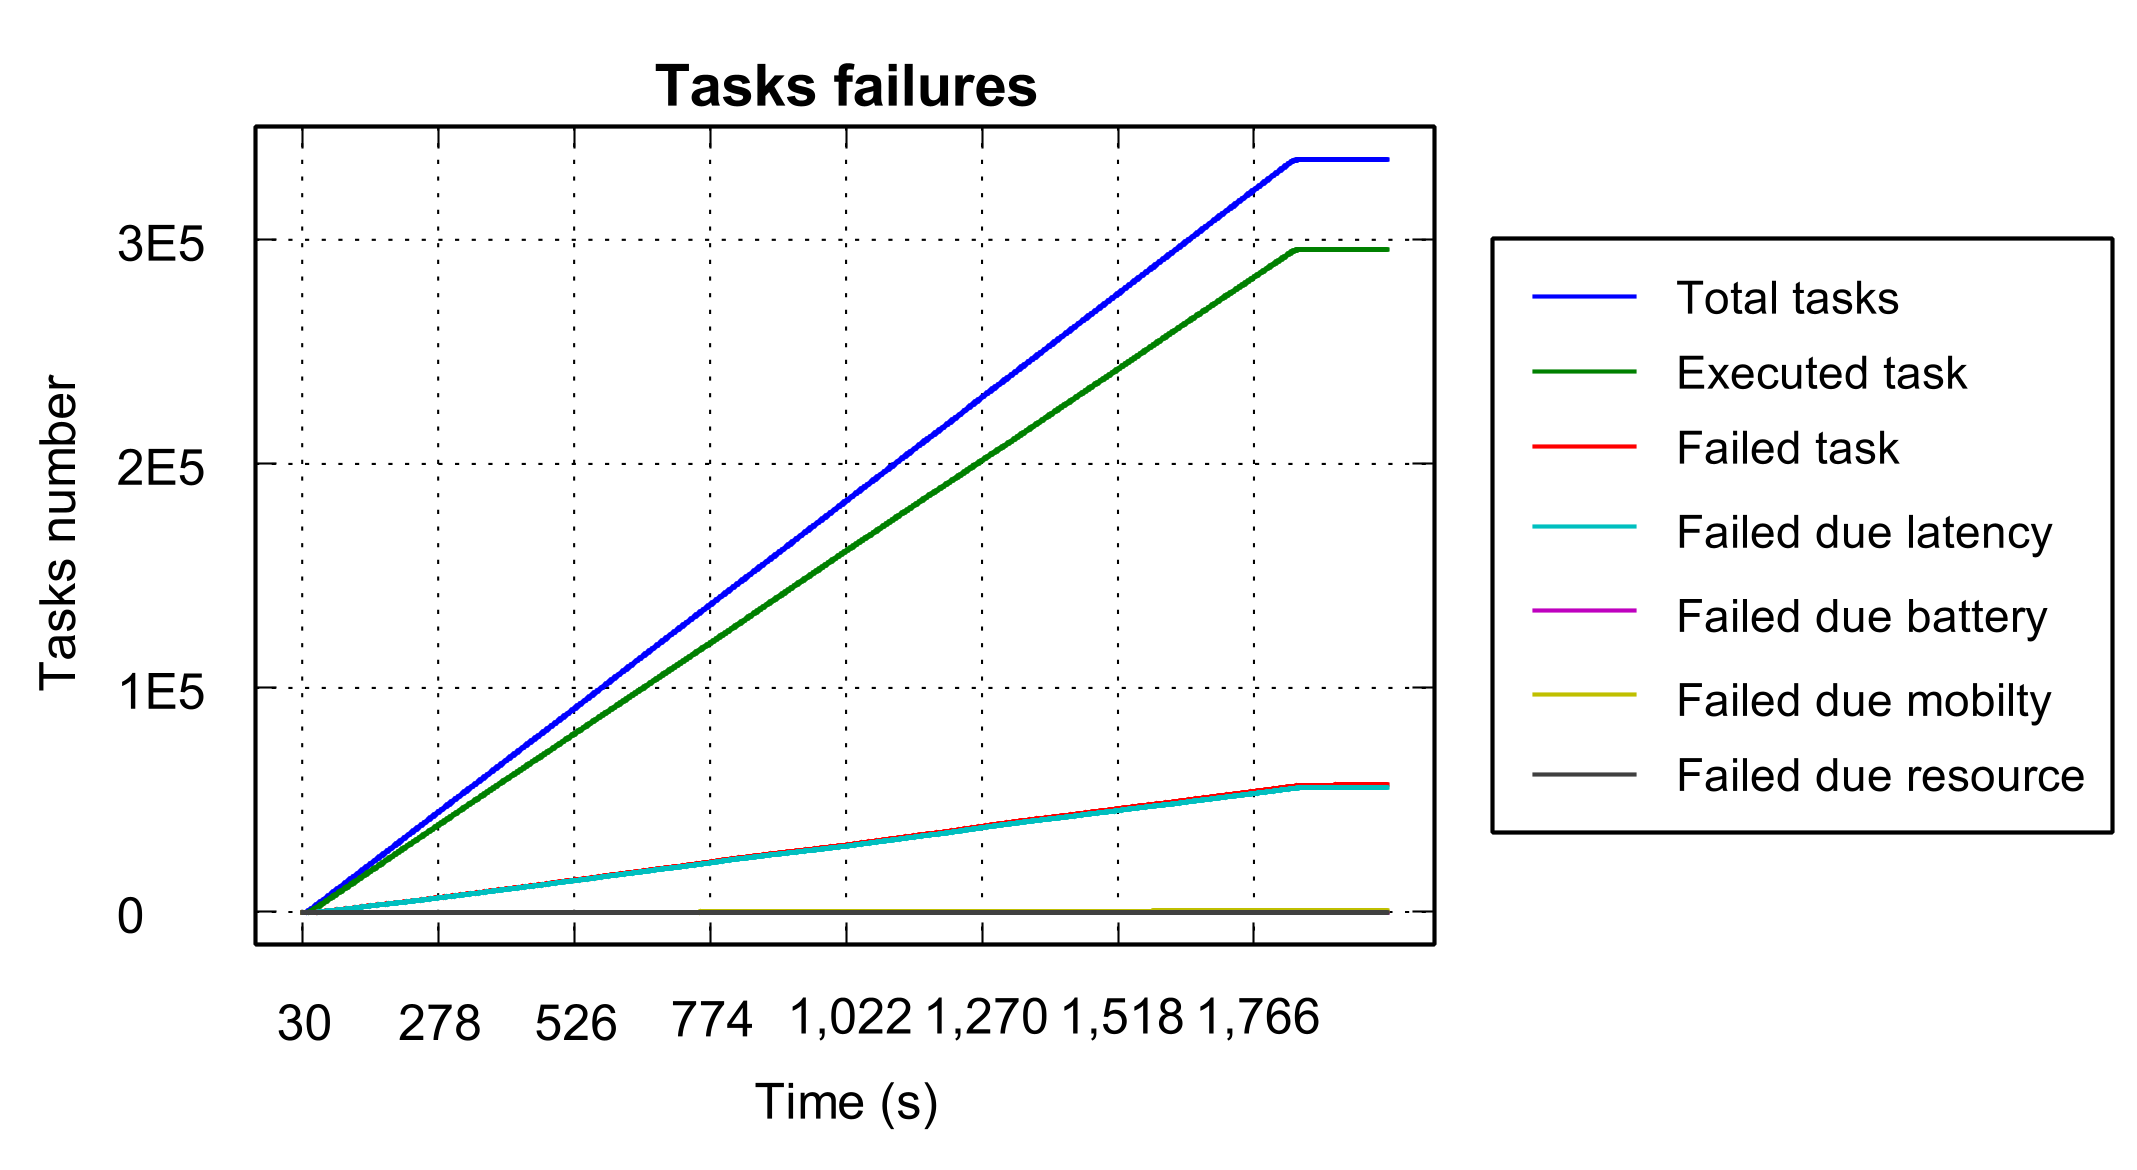 Tasks failures
3E5
2E5
1E5
0
Tasks number
30 278 526 774 1,022 1,270 1,518 1,766
Time (s)
Total tasks
Executed task
Failed task
Failed due latency
Failed due battery
Failed due mobilty
Failed due resource